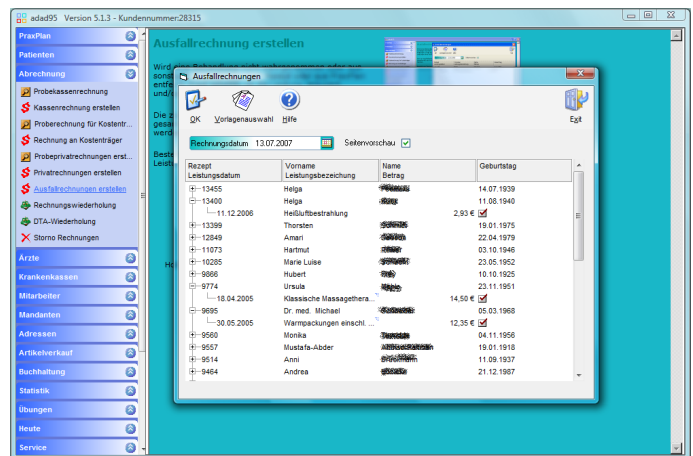 adad95 Version 5.1.3 - Kundennummer:28315
PraxPlan
Patienten
Abrechnung
Probekassenrechnung
Kassenrechnung erstellen
Proberechnung für Kostentr...
Rechnung an Kostenträger
Probeprivatrechnungen erst...
Privatrechnungen erstellen
Ausfallrechnungen erstellen
Rechnungswiederholung
DTA-Wiederholung
Storno Rechnungen
Ärzte
Krankenkassen
Mitarbeiter
Mandanten
Adressen
Artikelverkauf
Buchhaltung
Statistik
Übungen
Heute
Service
Ausfallrechnung erstellen
Ausfallrechnungen
OK Vorlagenauswahl Hilfe Exit
Rechnungsdatum 13.07.2007 Seitenvorschau
Rezept Vorname Name Geburtstag
Leistungsdatum Leistungsbezeichung Betrag
13455 Helga 14.07.1939
13400 Helga 11.08.1940
11.12.2006 Heißluftbestrahlung 2,93 €
13399 Thorsten 19.01.1975
12849 Amari 22.04.1979
11073 Hartmut 03.10.1946
10285 Marie Luise 23.05.1952
9866 Hubert 10.10.1925
9774 Ursula 23.11.1951
18.04.2005 Klassische Massagethera... 14,50 €
9695 Dr. med. Michael 05.03.1968
30.05.2005 Warmpackungen einschl. ... 12,35 €
9560 Monika 04.11.1956
9557 Mustafa-Abder 19.01.1918
9514 Anni 11.09.1937
9464 Andrea 21.12.1987